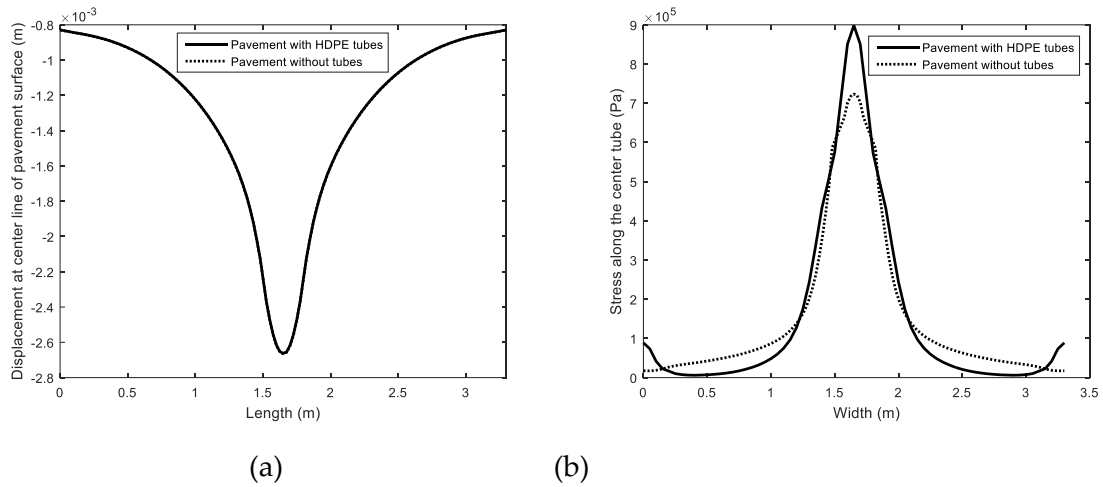 ×10⁻³
-0.8
-1
-1.2
-1.4
-1.6
-1.8
-2
-2.2
-2.4
-2.6
-2.8
Displacement at center line of pavement surface (m)
Pavement with HDPE tubes
Pavement without tubes
0 0.5 1 1.5 2 2.5 3
Length (m)
(a)
×10⁵
9
8
7
6
5
4
3
2
1
0
Stress along the center tube (Pa)
Pavement with HDPE tubes
Pavement without tubes
0 0.5 1 1.5 2 2.5 3 3.5
Width (m)
(b)